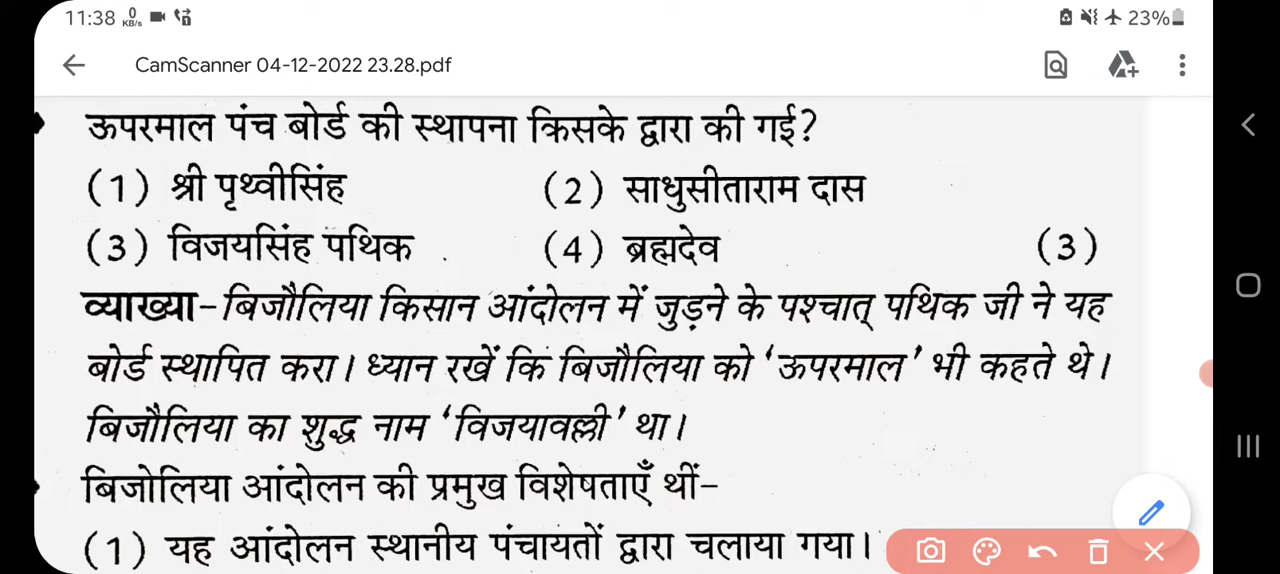 11:38 0 KB/s 23%
CamScanner 04-12-2022 23.28.pdf
ऊपरमाल पंच बोर्ड की स्थापना किसके द्वारा की गई?
(1) श्री पृथ्वीसिंह (2) साधुसीताराम दास
(3) विजयसिंह पथिक (4) ब्रह्मदेव (3)
व्याख्या-बिजौलिया किसान आंदोलन में जुड़ने के पश्चात् पथिक जी ने यह
बोर्ड स्थापित करा। ध्यान रखें कि बिजौलिया को 'ऊपरमाल' भी कहते थे।
बिजौलिया का शुद्ध नाम 'विजयावल्ली' था।
बिजोलिया आंदोलन की प्रमुख विशेषताएँ थीं-
(1) यह आंदोलन स्थानीय पंचायतों द्वारा चलाया गया।